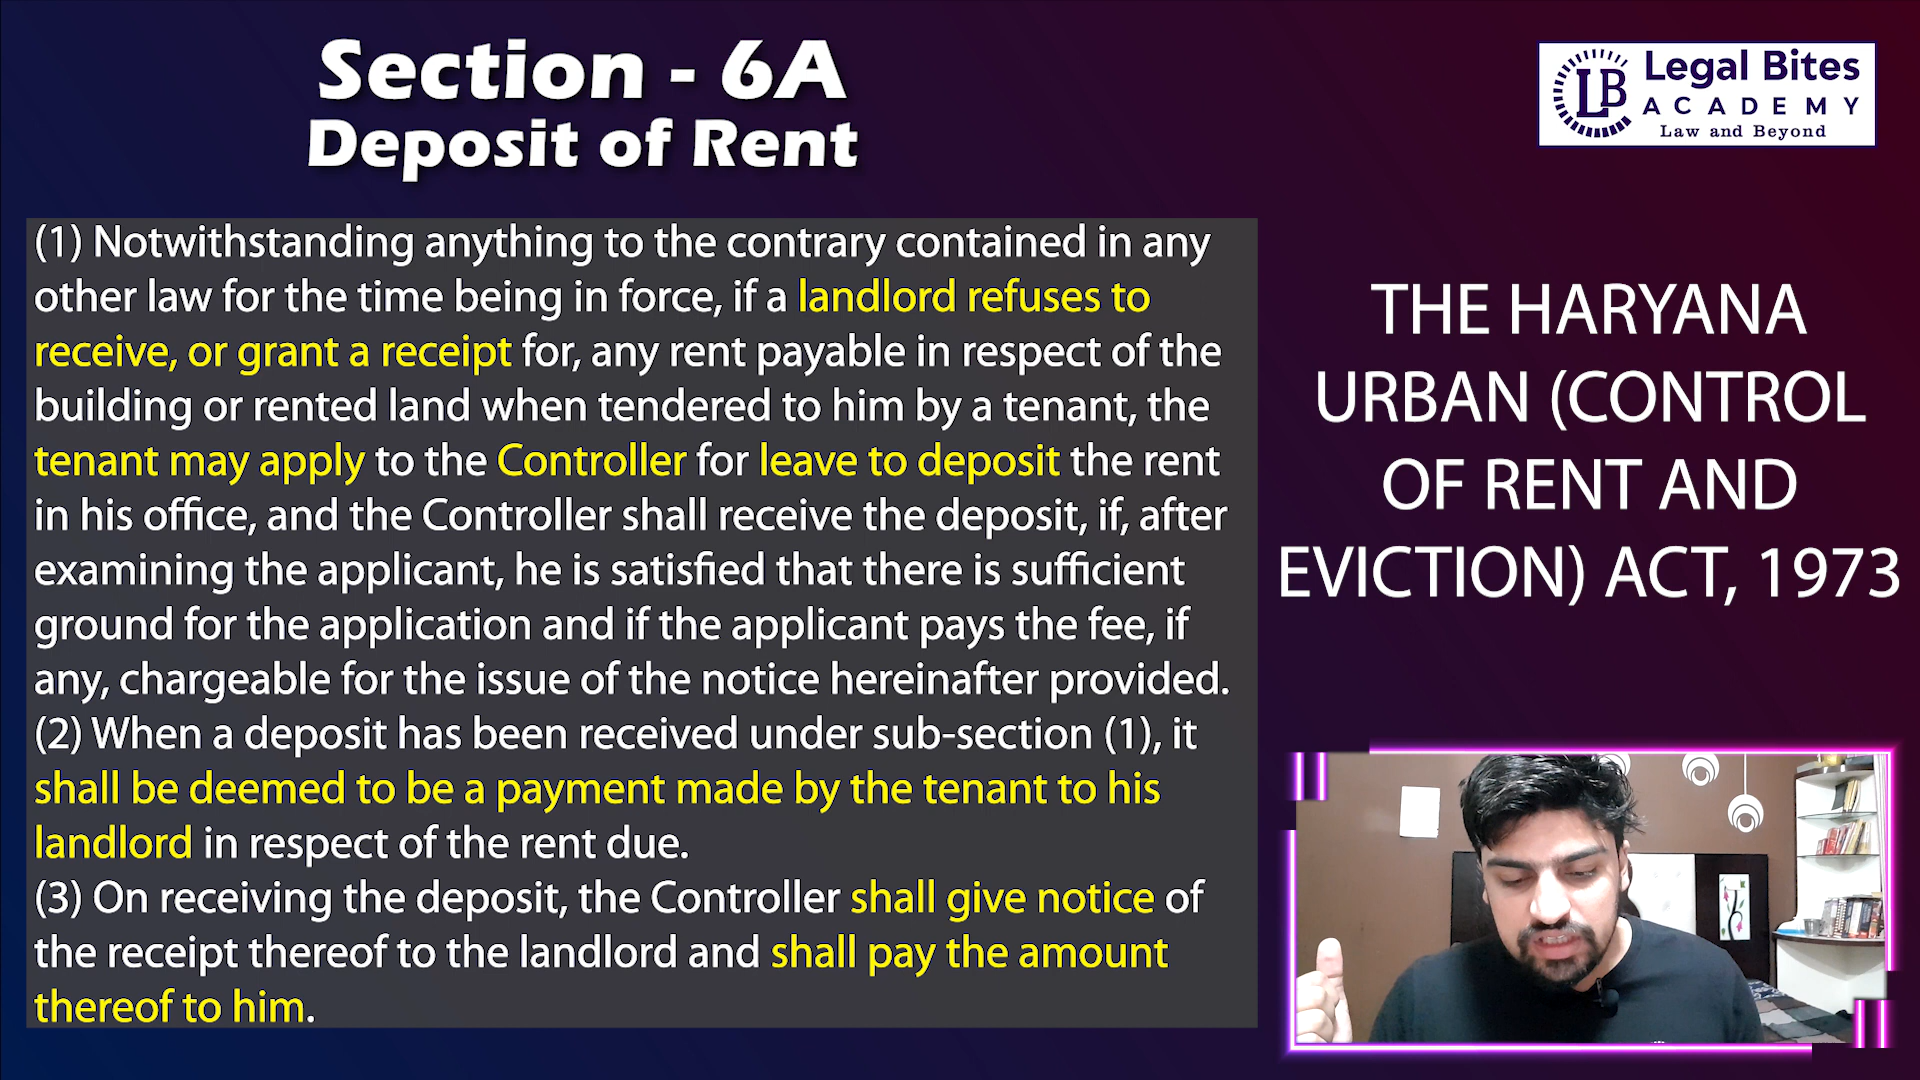 Section - 6A
Deposit of Rent
LB
Legal Bites
ACADEMY
Law and Beyond
(1) Notwithstanding anything to the contrary contained in any
other law for the time being in force, if a landlord refuses to
receive, or grant a receipt for, any rent payable in respect of the
building or rented land when tendered to him by a tenant, the
tenant may apply to the Controller for leave to deposit the rent
in his office, and the Controller shall receive the deposit, if, after
examining the applicant, he is satisfied that there is sufficient
ground for the application and if the applicant pays the fee, if
any, chargeable for the issue of the notice hereinafter provided.
(2) When a deposit has been received under sub-section (1), it
shall be deemed to be a payment made by the tenant to his
landlord in respect of the rent due.
(3) On receiving the deposit, the Controller shall give notice of
the receipt thereof to the landlord and shall pay the amount
thereof to him.
THE HARYANA
URBAN (CONTROL
OF RENT AND
EVICTION) ACT, 1973